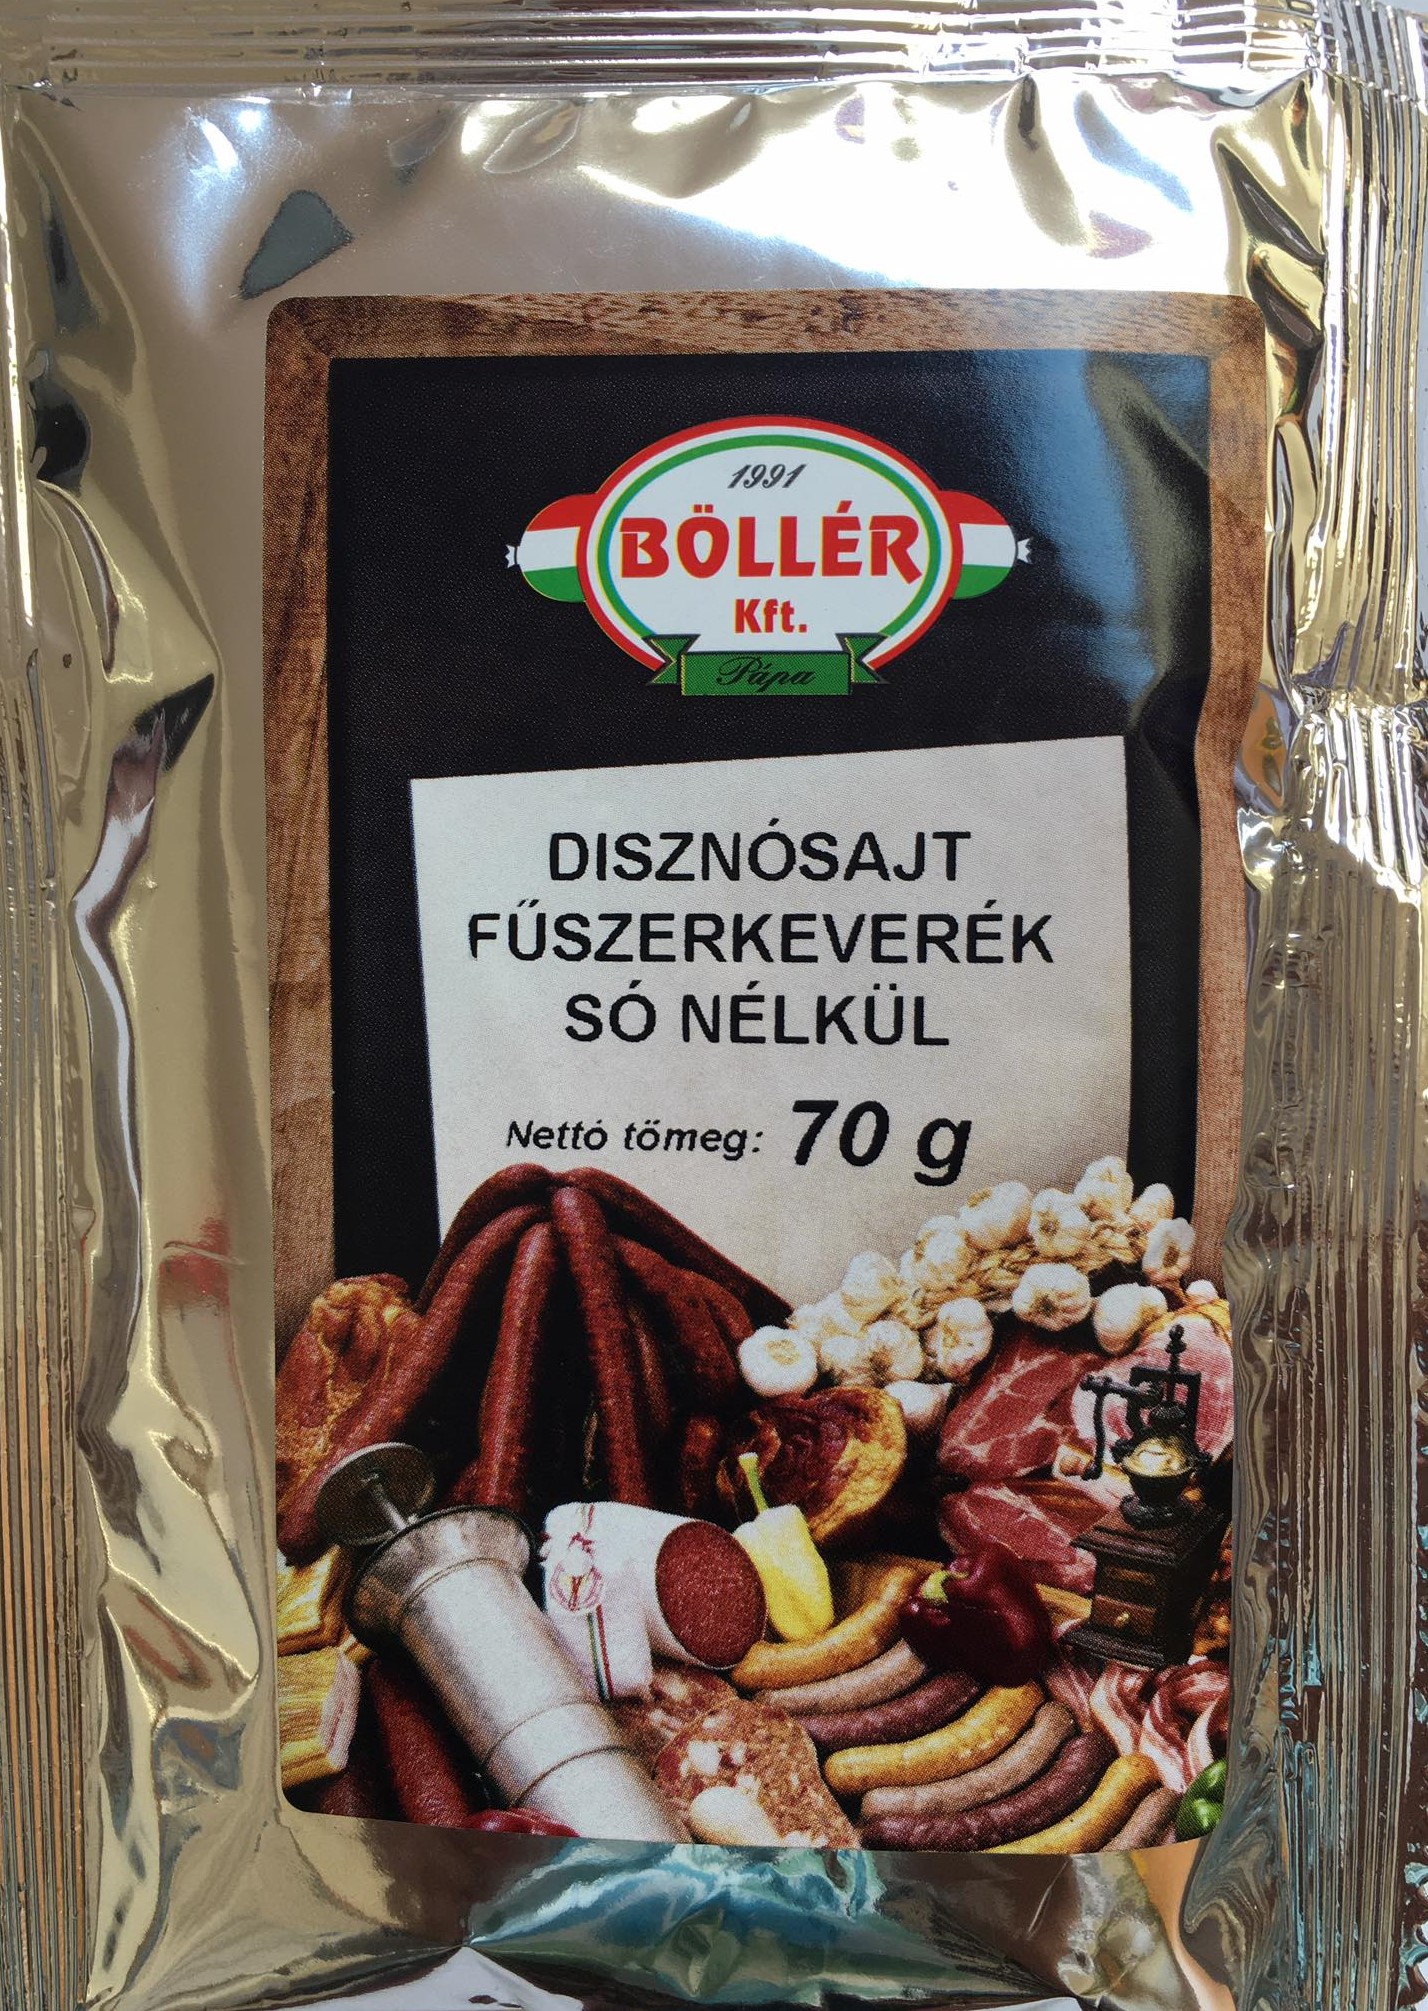 1991
BÖLLÉR
Kft.
Pápa
DISZNÓSAJT
FŰSZERKEVERÉK
SÓ NÉLKÜL
Nettó tömeg: 70 g